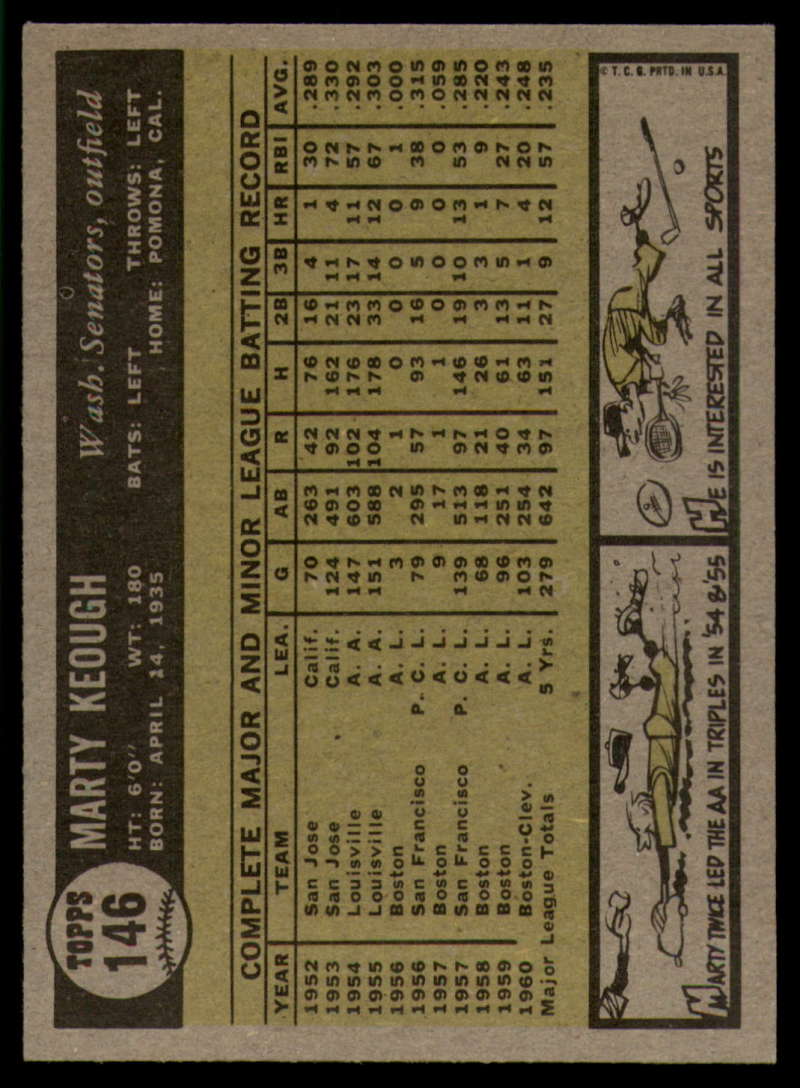 TOPPS
146
MARTY KEOUGH
Wash. Senators, outfield
HT: 6'0" WT: 180 BATS: LEFT THROWS: LEFT
BORN: APRIL 14, 1935 HOME: POMONA, CAL.
COMPLETE MAJOR AND MINOR LEAGUE BATTING RECORD
YEAR TEAM LEA. G AB R H 2B 3B HR RBI AVG.
1952 San Jose Calif. 70 263 42 76 16 4 1 30 .289
1953 San Jose Calif. 124 491 92 162 21 11 4 72 .330
1954 Louisville A. A. 147 603 102 176 23 17 11 57 .292
1955 Louisville A. A. 151 588 104 178 33 14 12 67 .303
1956 Boston A. L. 3 2 1 0 0 0 0 1 .000
1956 San Francisco P. C. L. 79 295 57 93 16 5 9 38 .315
1957 Boston A. L. 9 17 1 1 0 0 0 0 .059
1957 San Francisco P. C. L. 139 513 97 146 19 10 13 53 .285
1958 Boston A. L. 68 118 21 26 3 3 1 9 .220
1959 Boston A. L. 96 251 40 61 13 5 7 27 .243
1960 Boston-Clev. A. L. 103 254 34 63 11 1 4 20 .248
Major League Totals 5 Yrs. 279 642 97 151 27 9 12 57 .235
MARTY TWICE LED THE AA IN TRIPLES IN '54 & '55
HE IS INTERESTED IN ALL SPORTS
© T. C. G. PRTD. IN U.S.A.